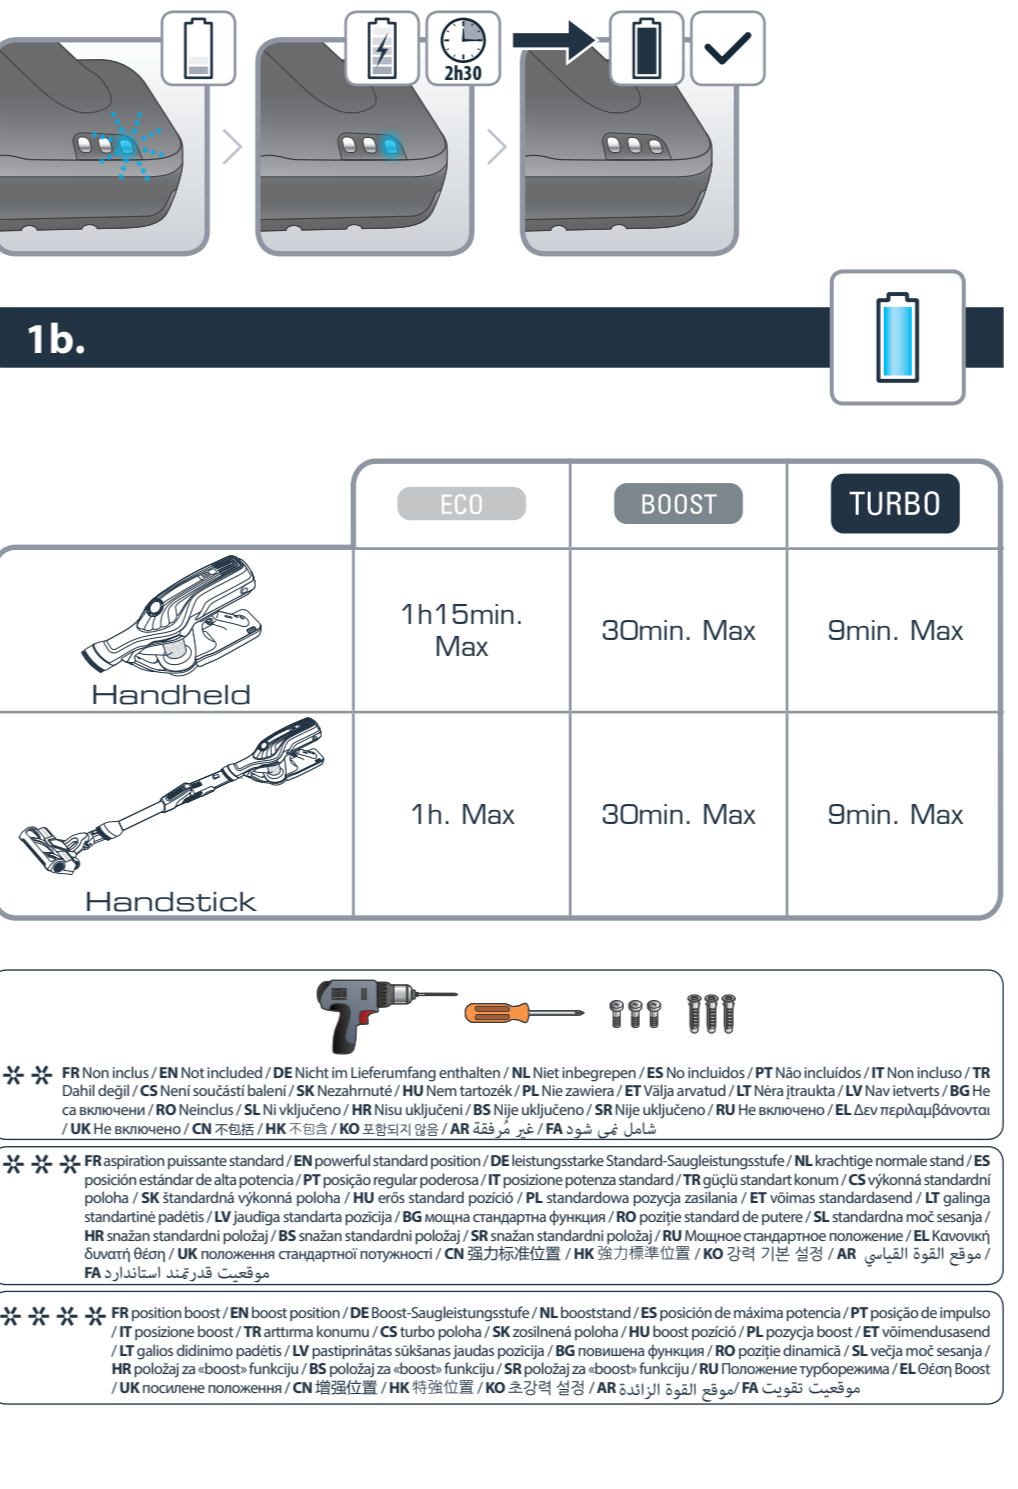 2h30
1b.
ECO BOOST TURBO
1h15min.
Max
30min. Max
9min. Max
Handheld
1h. Max
30min. Max
9min. Max
Handstick
FR Non inclus / EN Not included / DE Nicht im Lieferumfang enthalten / NL Niet inbegrepen / ES No incluidos / PT Não incluídos / IT Non incluso / TR
Dahil değil / CS Není součástí balení / SK Nezahrnuté / HU Nem tartozék / PL Nie zawiera / ET Välja arvatud / LT Nėra įtraukta / LV Nav ietverts / BG Не
са включени / RO Neinclus / SL Ni vključeno / HR Nisu uključeni / BS Nije uključeno / SR Nije uključeno / RU Не включено / EL Δεν περιλαμβάνονται
/ UK Не включено / CN 不包括 / HK 不包含 / KO 포함되지 않음 / AR غير مُرفقة / FA شامل نمی شود
FR aspiration puissante standard / EN powerful standard position / DE leistungsstarke Standard-Saugleistungsstufe / NL krachtige normale stand / ES
posición estándar de alta potencia / PT posição regular poderosa / IT posizione potenza standard / TR güçlü standart konum / CS výkonná standardní
poloha / SK štandardná výkonná poloha / HU erős standard pozíció / PL standardowa pozycja zasilania / ET võimas standardasend / LT galinga
standartinė padėtis / LV jaudīga standarta pozīcija / BG мощна стандартна функция / RO poziție standard de putere / SL standardna moč sesanja /
HR snažan standardni položaj / BS snažan standardni položaj / SR snažan standardni položaj / RU Мощное стандартное положение / EL Κανονική
δυνατή θέση / UK положення стандартної потужності / CN 强力标准位置 / HK 強力標準位置 / KO 강력 기본 설정 / AR موقع القوة القياسي /
FA موقعیت قدرتمند استاندارد
FR position boost / EN boost position / DE Boost-Saugleistungsstufe / NL booststand / ES posición de máxima potencia / PT posição de impulso
/ IT posizione boost / TR arttırma konumu / CS turbo poloha / SK zosilnená poloha / HU boost pozíció / PL pozycja boost / ET võimendusasend
/ LT galios didinimo padėtis / LV pastiprinātas sūkšanas jaudas pozīcija / BG повишена функция / RO poziție dinamică / SL večja moč sesanja /
HR položaj za «boost» funkciju / BS položaj za «boost» funkciju / SR položaj za «boost» funkciju / RU Положение турборежима / EL Θέση Boost
/ UK посилене положення / CN 增强位置 / HK 特強位置 / KO 초강력 설정 / AR موقع القوة الزائدة / FA موقعیت تقویت